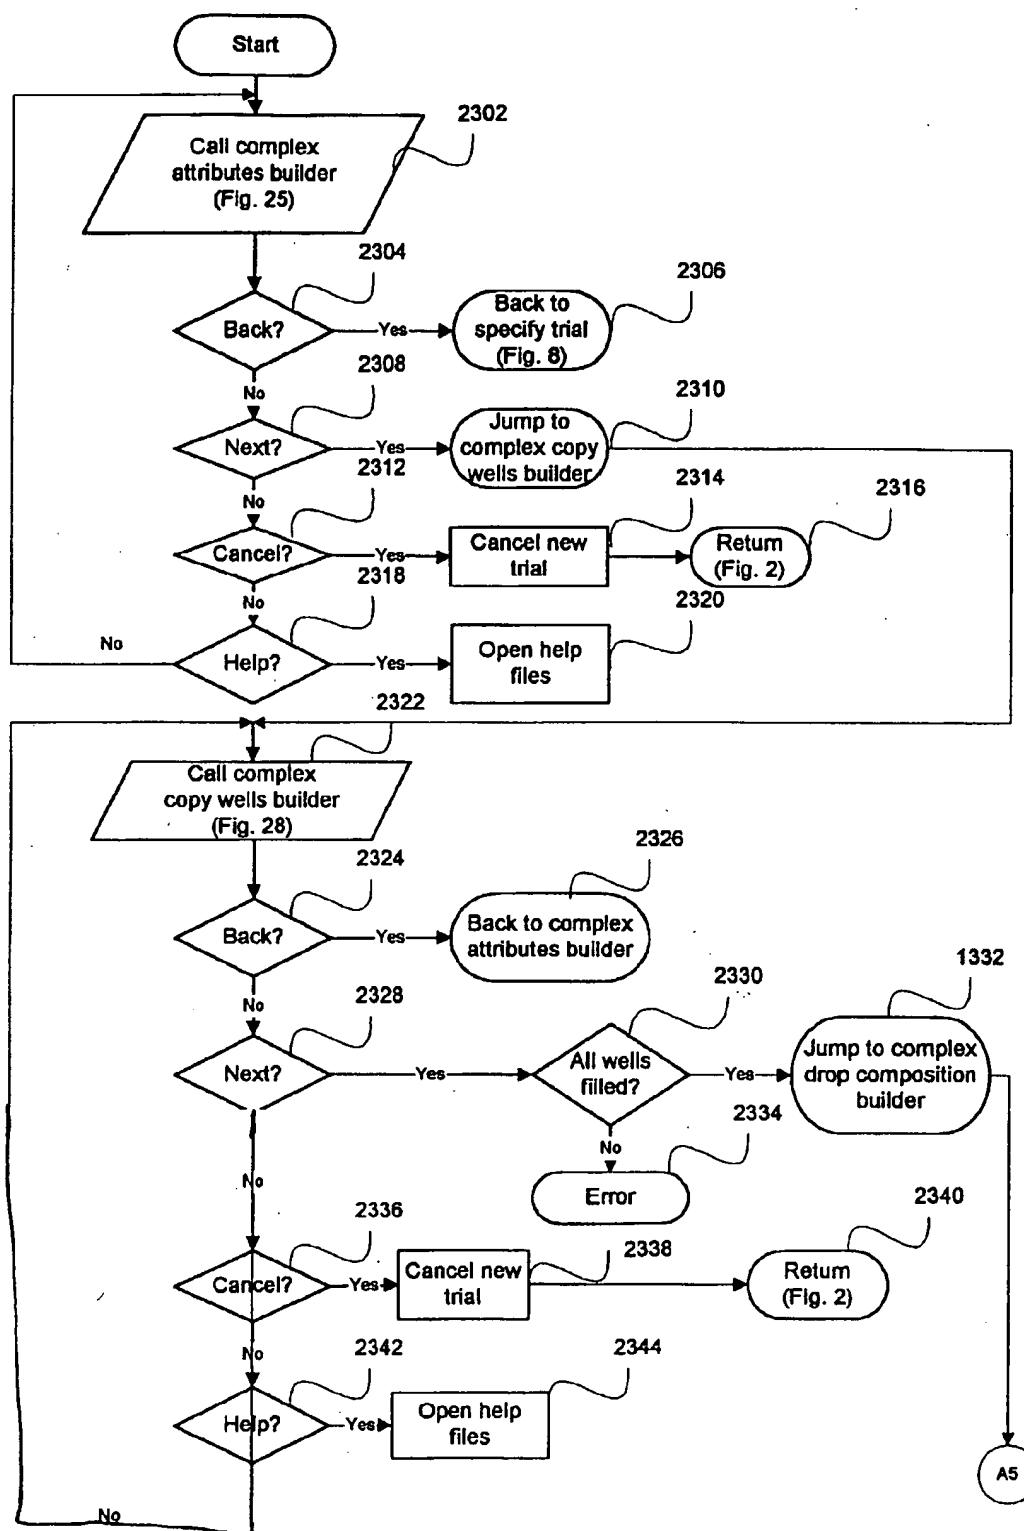 Start
2302
Call complex
attributes builder
(Fig. 25)
2304
2306
Back?
Yes
Back to
specify trial
(Fig. 8)
No
2308
2310
Next?
Yes
Jump to
complex copy
wells builder
No
2312
2314
2316
Cancel?
Yes
Cancel new
trial
Return
(Fig. 2)
No
2318
2320
No
Help?
Yes
Open help
files
2322
Call complex
copy wells builder
(Fig. 28)
2324
2326
Back?
Yes
Back to complex
attributes builder
No
2328
2330
1332
Next?
Yes
All wells
filled?
Yes
Jump to complex
drop composition
builder
No
2334
Error
No
2336
2338
2340
Cancel?
Yes
Cancel new
trial
Return
(Fig. 2)
No
2342
2344
Help?
Yes
Open help
files
A5
No